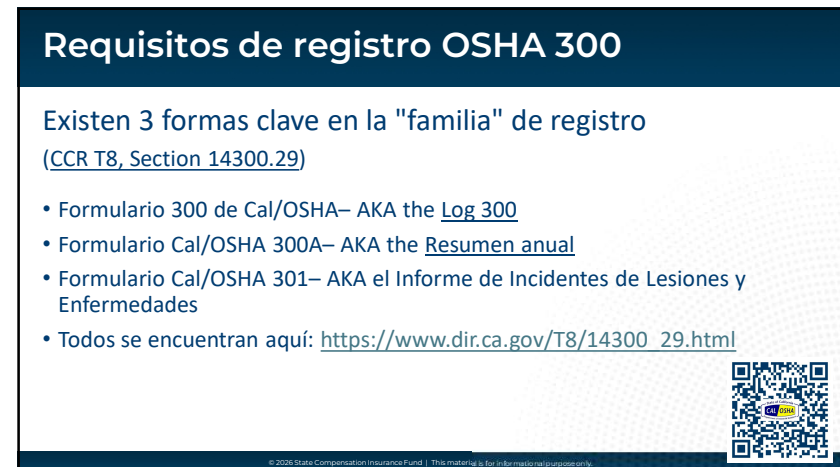 Requisitos de registro OSHA 300
Existen 3 formas clave en la "familia" de registro
(CCR T8, Section 14300.29)
• Formulario 300 de Cal/OSHA– AKA the Log 300
• Formulario Cal/OSHA 300A– AKA the Resumen anual
• Formulario Cal/OSHA 301– AKA el Informe de Incidentes de Lesiones y
Enfermedades
• Todos se encuentran aquí: https://www.dir.ca.gov/T8/14300_29.html
CAL OSHA
© 2026 State Compensation Insurance Fund | This material is for informational purpose only.